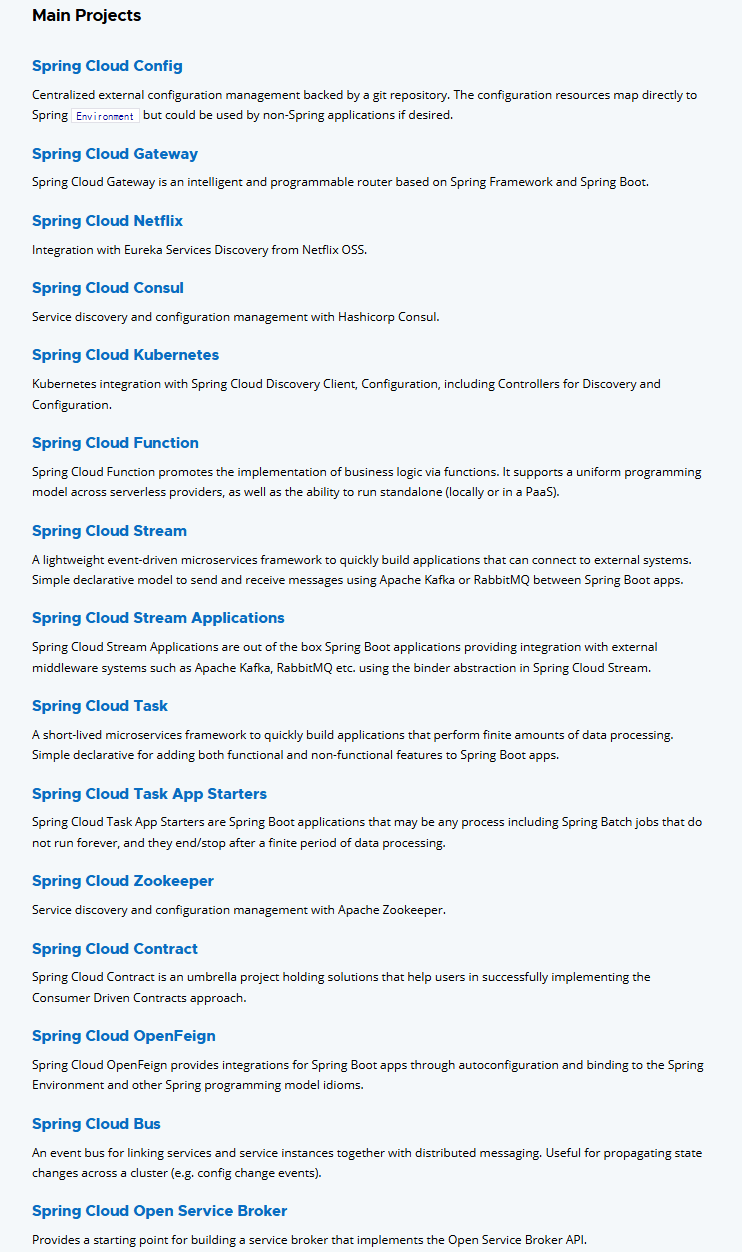 Main Projects
Spring Cloud Config
Centralized external configuration management backed by a git repository. The configuration resources map directly to
Spring Environment but could be used by non-Spring applications if desired.
Spring Cloud Gateway
Spring Cloud Gateway is an intelligent and programmable router based on Spring Framework and Spring Boot.
Spring Cloud Netflix
Integration with Eureka Services Discovery from Netflix OSS.
Spring Cloud Consul
Service discovery and configuration management with Hashicorp Consul.
Spring Cloud Kubernetes
Kubernetes integration with Spring Cloud Discovery Client, Configuration, including Controllers for Discovery and
Configuration.
Spring Cloud Function
Spring Cloud Function promotes the implementation of business logic via functions. It supports a uniform programming
model across serverless providers, as well as the ability to run standalone (locally or in a PaaS).
Spring Cloud Stream
A lightweight event-driven microservices framework to quickly build applications that can connect to external systems.
Simple declarative model to send and receive messages using Apache Kafka or RabbitMQ between Spring Boot apps.
Spring Cloud Stream Applications
Spring Cloud Stream Applications are out of the box Spring Boot applications providing integration with external
middleware systems such as Apache Kafka, RabbitMQ etc. using the binder abstraction in Spring Cloud Stream.
Spring Cloud Task
A short-lived microservices framework to quickly build applications that perform finite amounts of data processing.
Simple declarative for adding both functional and non-functional features to Spring Boot apps.
Spring Cloud Task App Starters
Spring Cloud Task App Starters are Spring Boot applications that may be any process including Spring Batch jobs that do
not run forever, and they end/stop after a finite period of data processing.
Spring Cloud Zookeeper
Service discovery and configuration management with Apache Zookeeper.
Spring Cloud Contract
Spring Cloud Contract is an umbrella project holding solutions that help users in successfully implementing the
Consumer Driven Contracts approach.
Spring Cloud OpenFeign
Spring Cloud OpenFeign provides integrations for Spring Boot apps through autoconfiguration and binding to the Spring
Environment and other Spring programming model idioms.
Spring Cloud Bus
An event bus for linking services and service instances together with distributed messaging. Useful for propagating state
changes across a cluster (e.g. config change events).
Spring Cloud Open Service Broker
Provides a starting point for building a service broker that implements the Open Service Broker API.